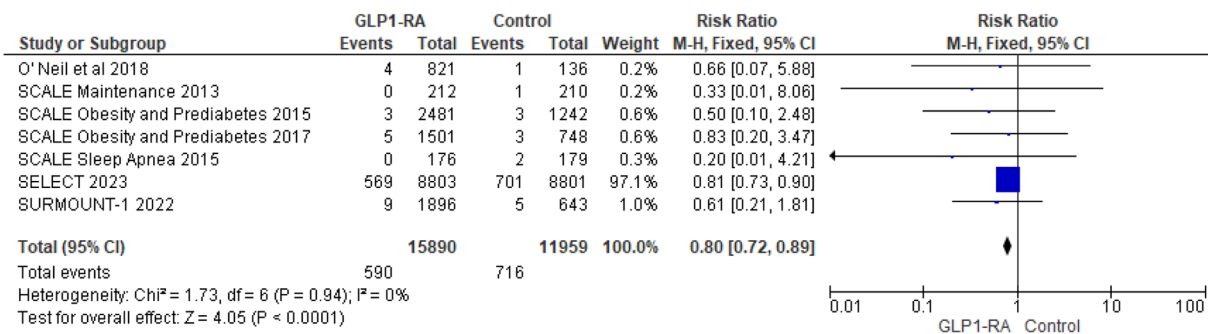 GLP1-RA Control Risk Ratio Risk Ratio
Study or Subgroup Events Total Events Total Weight M-H, Fixed, 95% CI M-H, Fixed, 95% CI
O' Neil et al 2018 4 821 1 136 0.2% 0.66 [0.07, 5.88]
SCALE Maintenance 2013 0 212 1 210 0.2% 0.33 [0.01, 8.06]
SCALE Obesity and Prediabetes 2015 3 2481 3 1242 0.6% 0.50 [0.10, 2.48]
SCALE Obesity and Prediabetes 2017 5 1501 3 748 0.6% 0.83 [0.20, 3.47]
SCALE Sleep Apnea 2015 0 176 2 179 0.3% 0.20 [0.01, 4.21]
SELECT 2023 569 8803 701 8801 97.1% 0.81 [0.73, 0.90]
SURMOUNT-1 2022 9 1896 5 643 1.0% 0.61 [0.21, 1.81]
Total (95% CI) 15890 11959 100.0% 0.80 [0.72, 0.89]
Total events 590 716
Heterogeneity: Chi² = 1.73, df = 6 (P = 0.94); I² = 0%
Test for overall effect: Z = 4.05 (P < 0.0001)
0.01 0.1 1 10 100
GLP1-RA Control